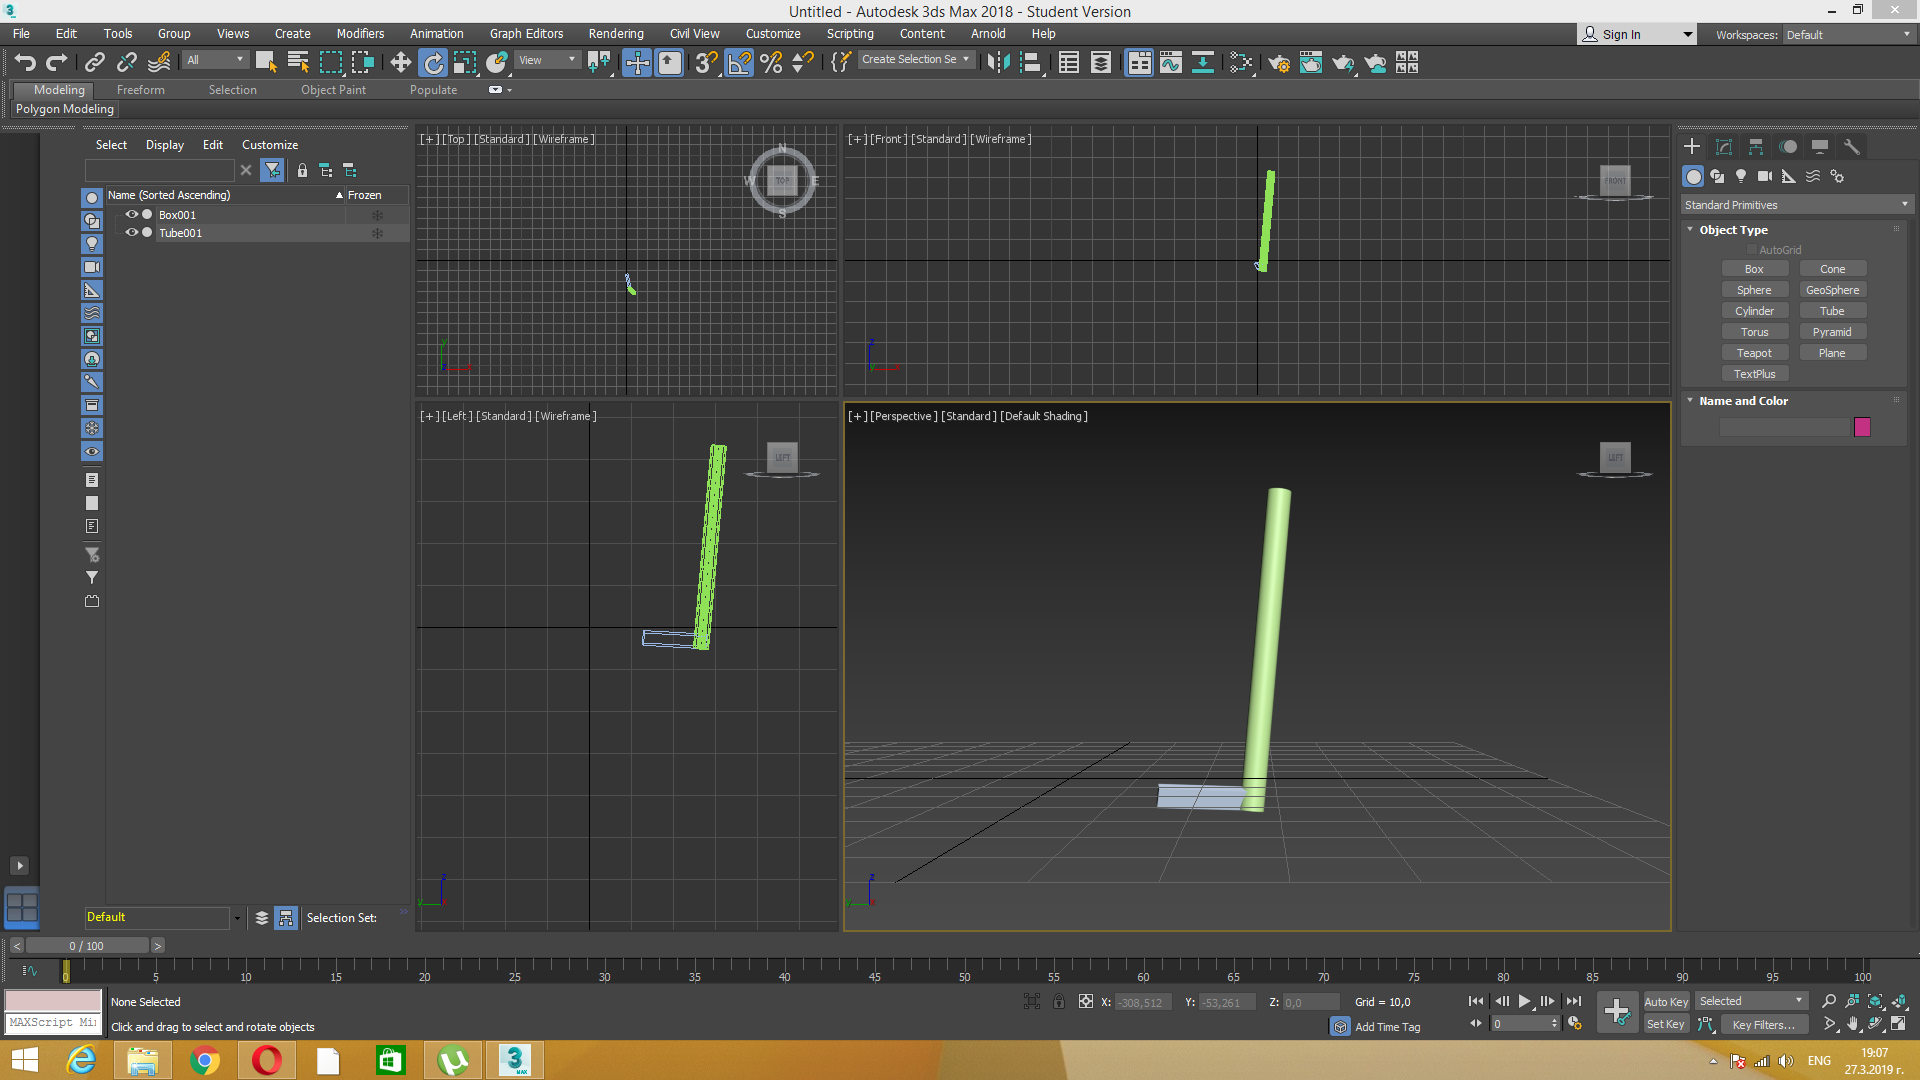 Untitled - Autodesk 3ds Max 2018 - Student Version
File Edit Tools Group Views Create Modifiers Animation Graph Editors Rendering Civil View Customize Scripting Content Arnold Help
Sign In
Workspaces: Default
All
View
Create Selection Se
Modeling Freeform Selection Object Paint Populate
Polygon Modeling
Select Display Edit Customize
Name (Sorted Ascending) Frozen
Box001
Tube001
[+] [Top] [Standard] [Wireframe]
N
W TOP E
S
[+] [Front] [Standard] [Wireframe]
FRONT
y
z x
z
y x
[+] [Left] [Standard] [Wireframe]
LEFT
[+] [Perspective] [Standard] [Default Shading]
LEFT
z
y x
z
y x
Standard Primitives
Object Type
AutoGrid
Box Cone
Sphere GeoSphere
Cylinder Tube
Torus Pyramid
Teapot Plane
TextPlus
Name and Color
Default
Selection Set:
< 0 / 100 >
0 5 10 15 20 25 30 35 40 45 50 55 60 65 70 75 80 85 90 95 100
None Selected
X: -308,512 Y: -53,261 Z: 0,0 Grid = 10,0
Auto Key Selected
MAXScript Mi
Click and drag to select and rotate objects
Add Time Tag
0
Set Key Key Filters...
3
MAX
ENG
19:07
27.3.2019 г.